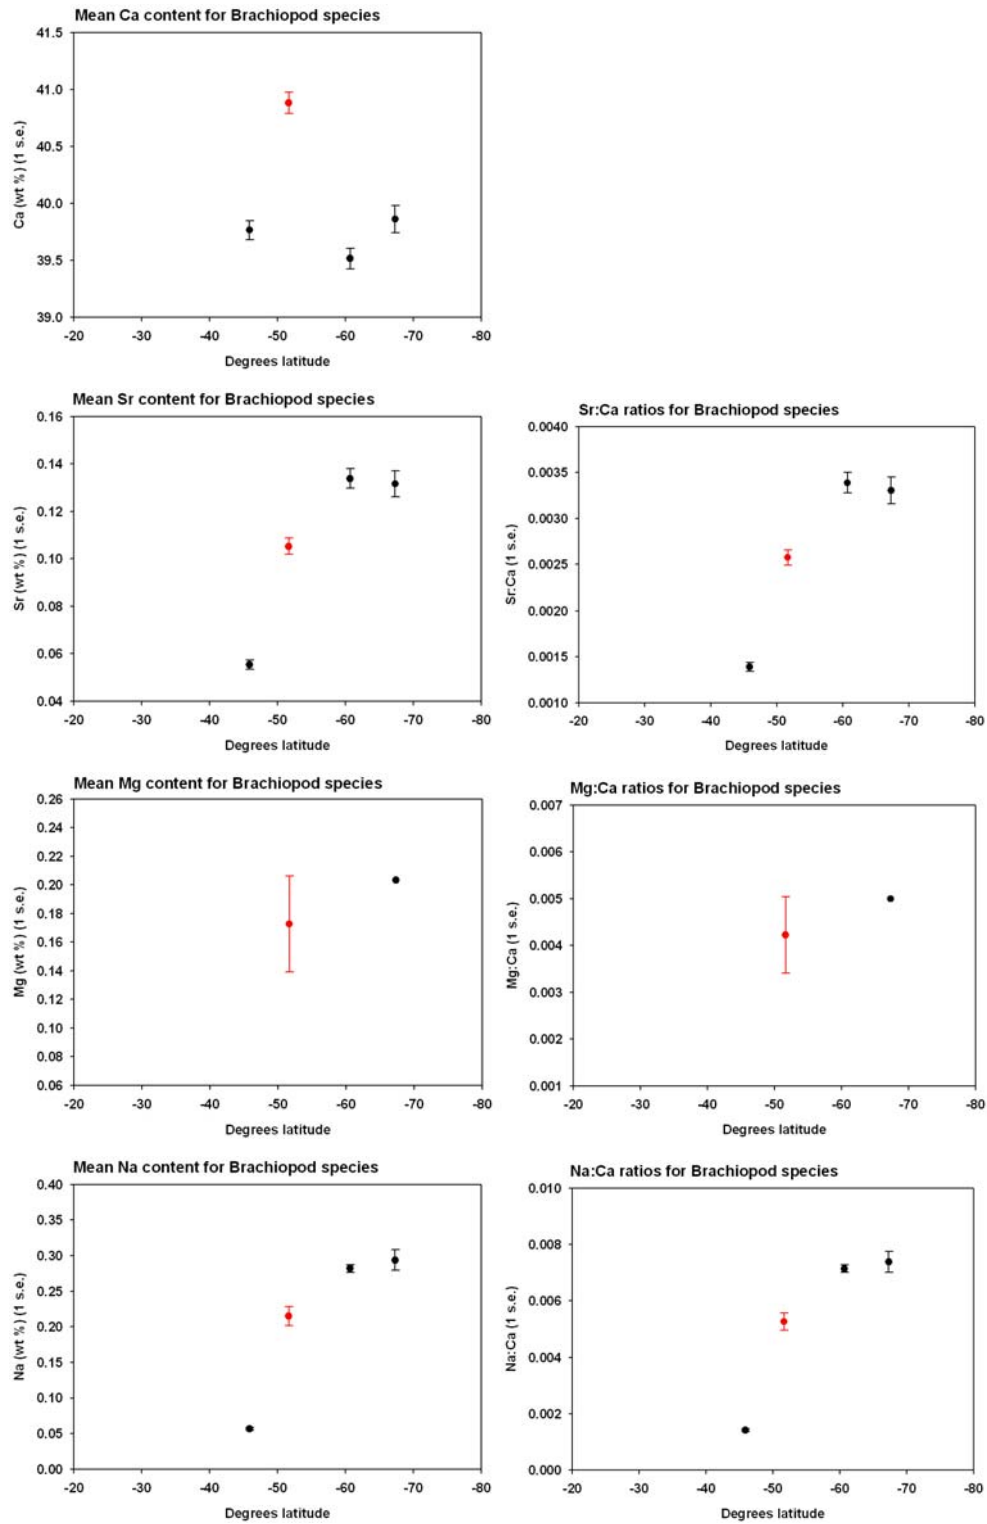 Mean Ca content for Brachiopod species
41.5
41.0
40.5
40.0
39.5
39.0
Ca (wt %) (1 s.e.)
-20 -30 -40 -50 -60 -70 -80
Degrees latitude
Mean Sr content for Brachiopod species
0.16
0.14
0.12
0.10
0.08
0.06
0.04
Sr (wt %) (1 s.e.)
-20 -30 -40 -50 -60 -70 -80
Degrees latitude
Sr:Ca ratios for Brachiopod species
0.0040
0.0035
0.0030
0.0025
0.0020
0.0015
0.0010
Sr:Ca (1 s.e.)
-20 -30 -40 -50 -60 -70 -80
Degrees latitude
Mean Mg content for Brachiopod species
0.26
0.24
0.22
0.20
0.18
0.16
0.14
0.12
0.10
0.08
0.06
Mg (wt %) (1 s.e.)
-20 -30 -40 -50 -60 -70 -80
Degrees latitude
Mg:Ca ratios for Brachiopod species
0.007
0.006
0.005
0.004
0.003
0.002
0.001
Mg:Ca (1 s.e.)
-20 -30 -40 -50 -60 -70 -80
Degrees latitude
Mean Na content for Brachiopod species
0.40
0.35
0.30
0.25
0.20
0.15
0.10
0.05
0.00
Na (wt %) (1 s.e.)
-20 -30 -40 -50 -60 -70 -80
Degrees latitude
Na:Ca ratios for Brachiopod species
0.010
0.008
0.006
0.004
0.002
0.000
Na:Ca (1 s.e.)
-20 -30 -40 -50 -60 -70 -80
Degrees latitude